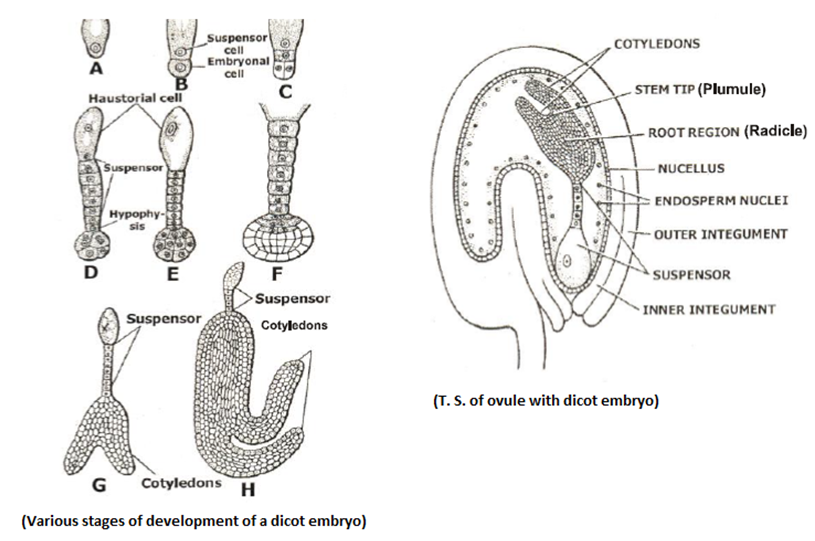 Suspensor
cell
Embryonal
cell
A
B
C
Haustorial cell
Suspensor
Hypophy-
sis
D
E
F
Suspensor
Suspensor
Cotyledons
Cotyledons
G
H
(Various stages of development of a dicot embryo)
COTYLEDONS
STEM TIP (Plumule)
ROOT REGION (Radicle)
NUCELLUS
ENDOSPERM NUCLEI
OUTER INTEGUMENT
SUSPENSOR
INNER INTEGUMENT
(T. S. of ovule with dicot embryo)